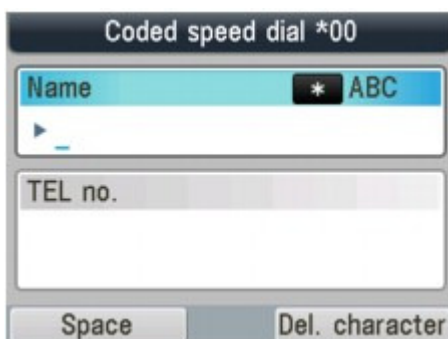 Coded speed dial *00
Name * ABC
_
TEL no.
Space Del. character